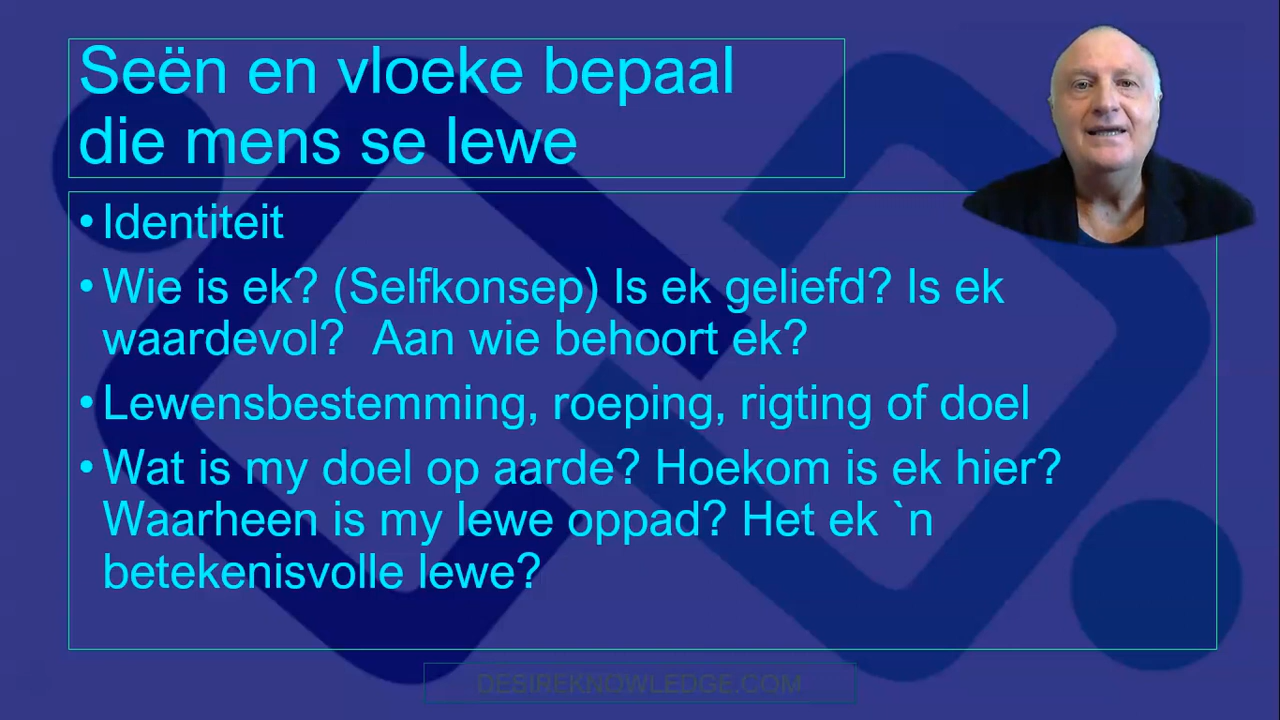 Seën en vloeke bepaal
die mens se lewe
•Identiteit
•Wie is ek? (Selfkonsep) Is ek geliefd? Is ek
waardevol?  Aan wie behoort ek?
•Lewensbestemming, roeping, rigting of doel
•Wat is my doel op aarde? Hoekom is ek hier?
Waarheen is my lewe oppad? Het ek `n
betekenisvolle lewe?
DESIREKNOWLEDGE.COM